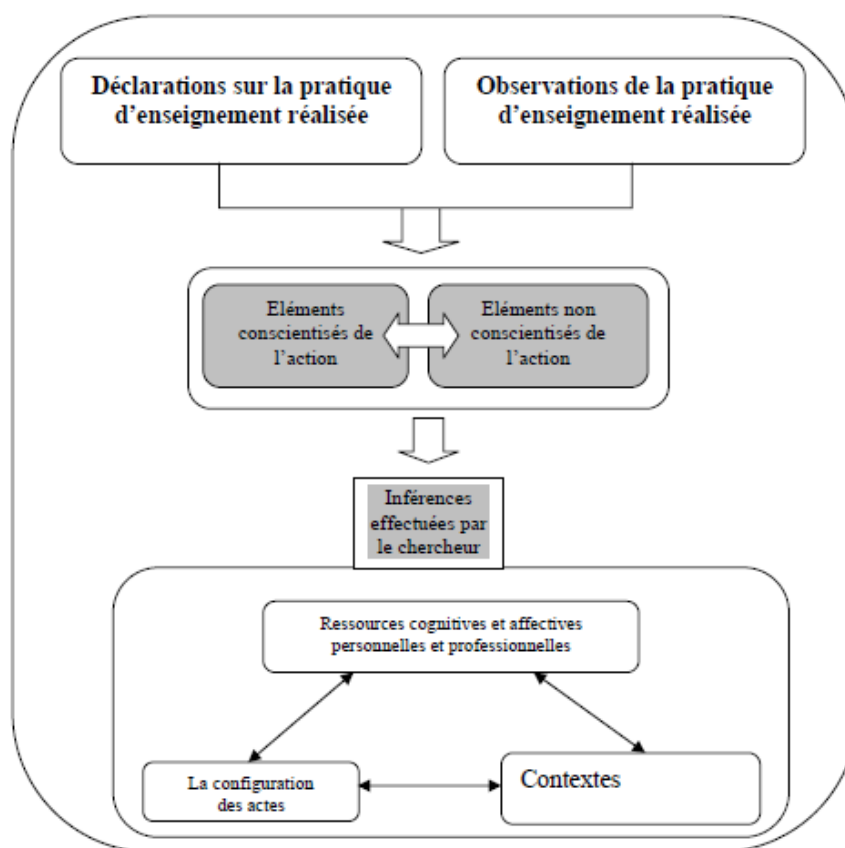 Déclarations sur la pratique
d’enseignement réalisée
Observations de la pratique
d’enseignement réalisée
Eléments
conscientisés de
l’action
Eléments non
conscientisés de
l’action
Inférences
effectuées par
le chercheur
Ressources cognitives et affectives
personnelles et professionnelles
La configuration
des actes
Contextes